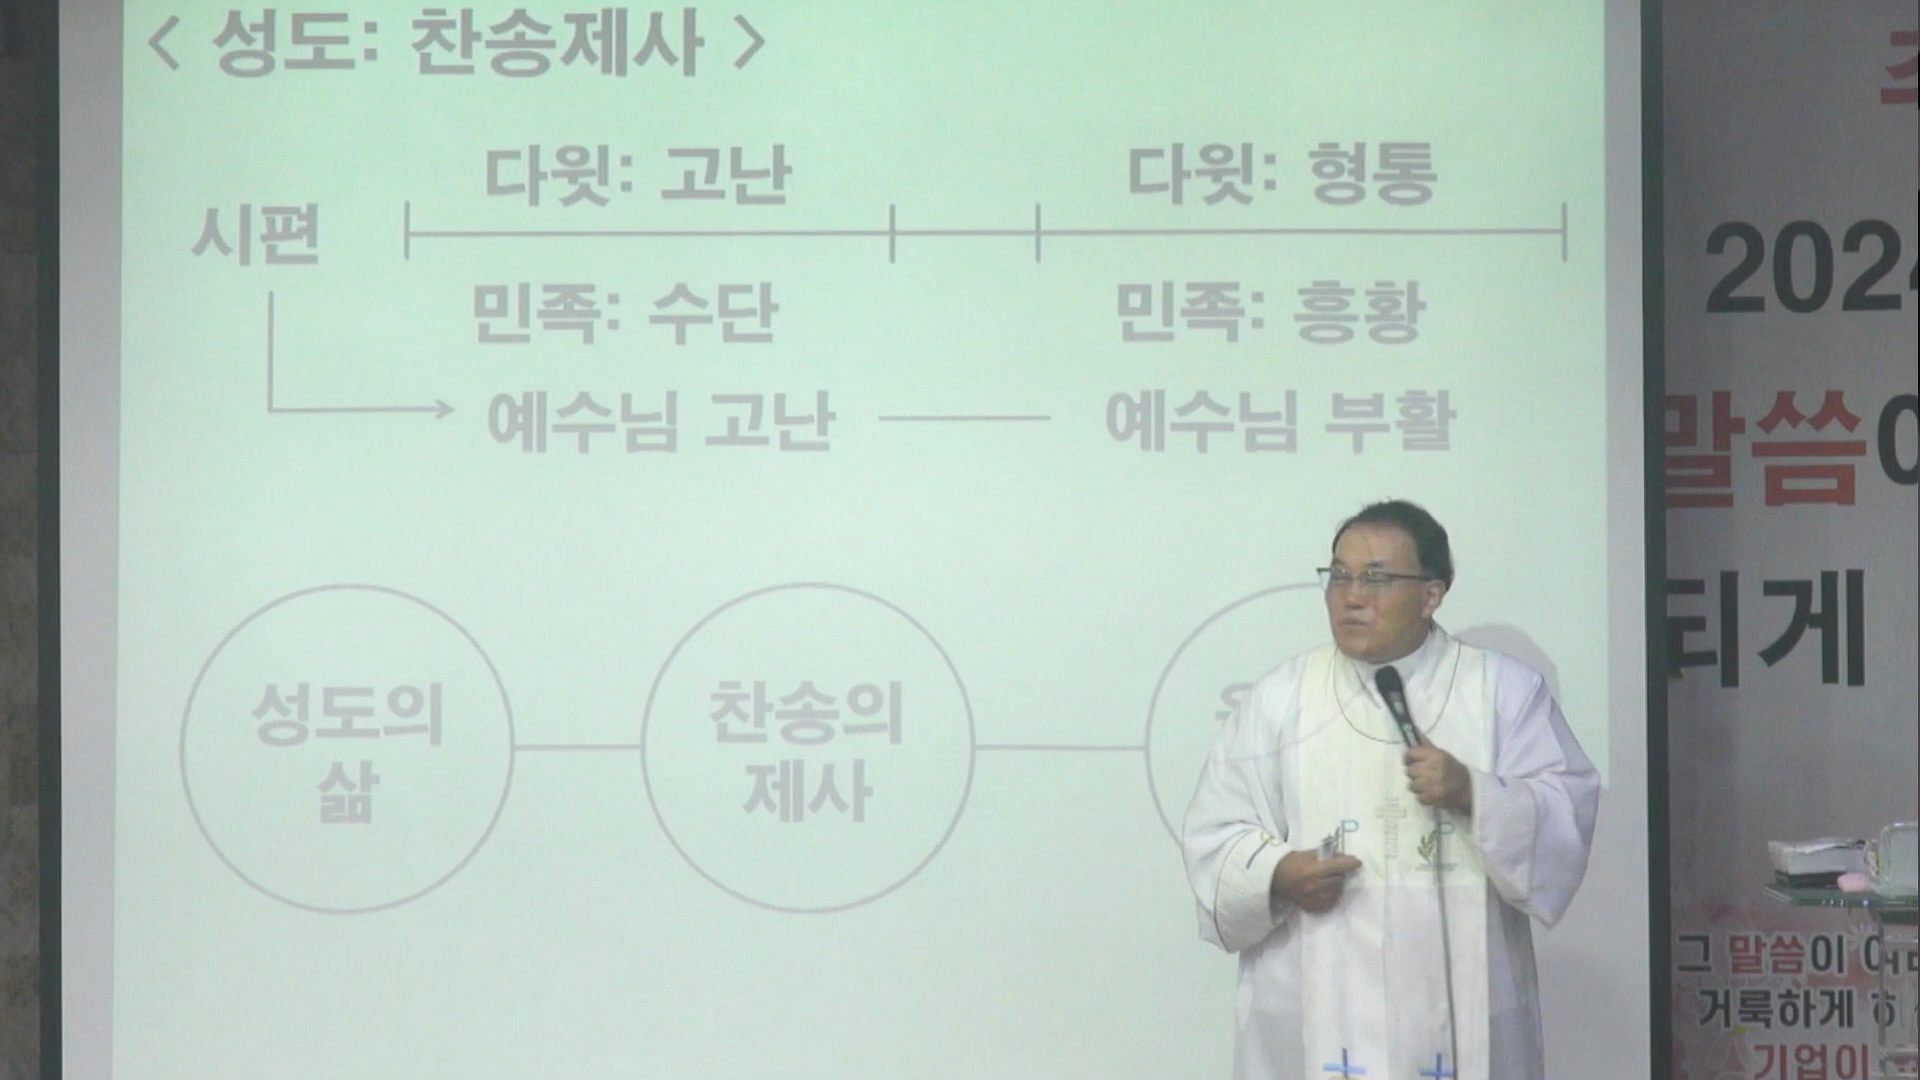 < 성도: 찬송제사 >
다윗: 고난
다윗: 형통
시편
민족: 수단
민족: 흥황
예수님 고난
예수님 부활
성도의
삶
찬송의
제사
202
말씀
되게
그 말씀이
거룩하게
기업이